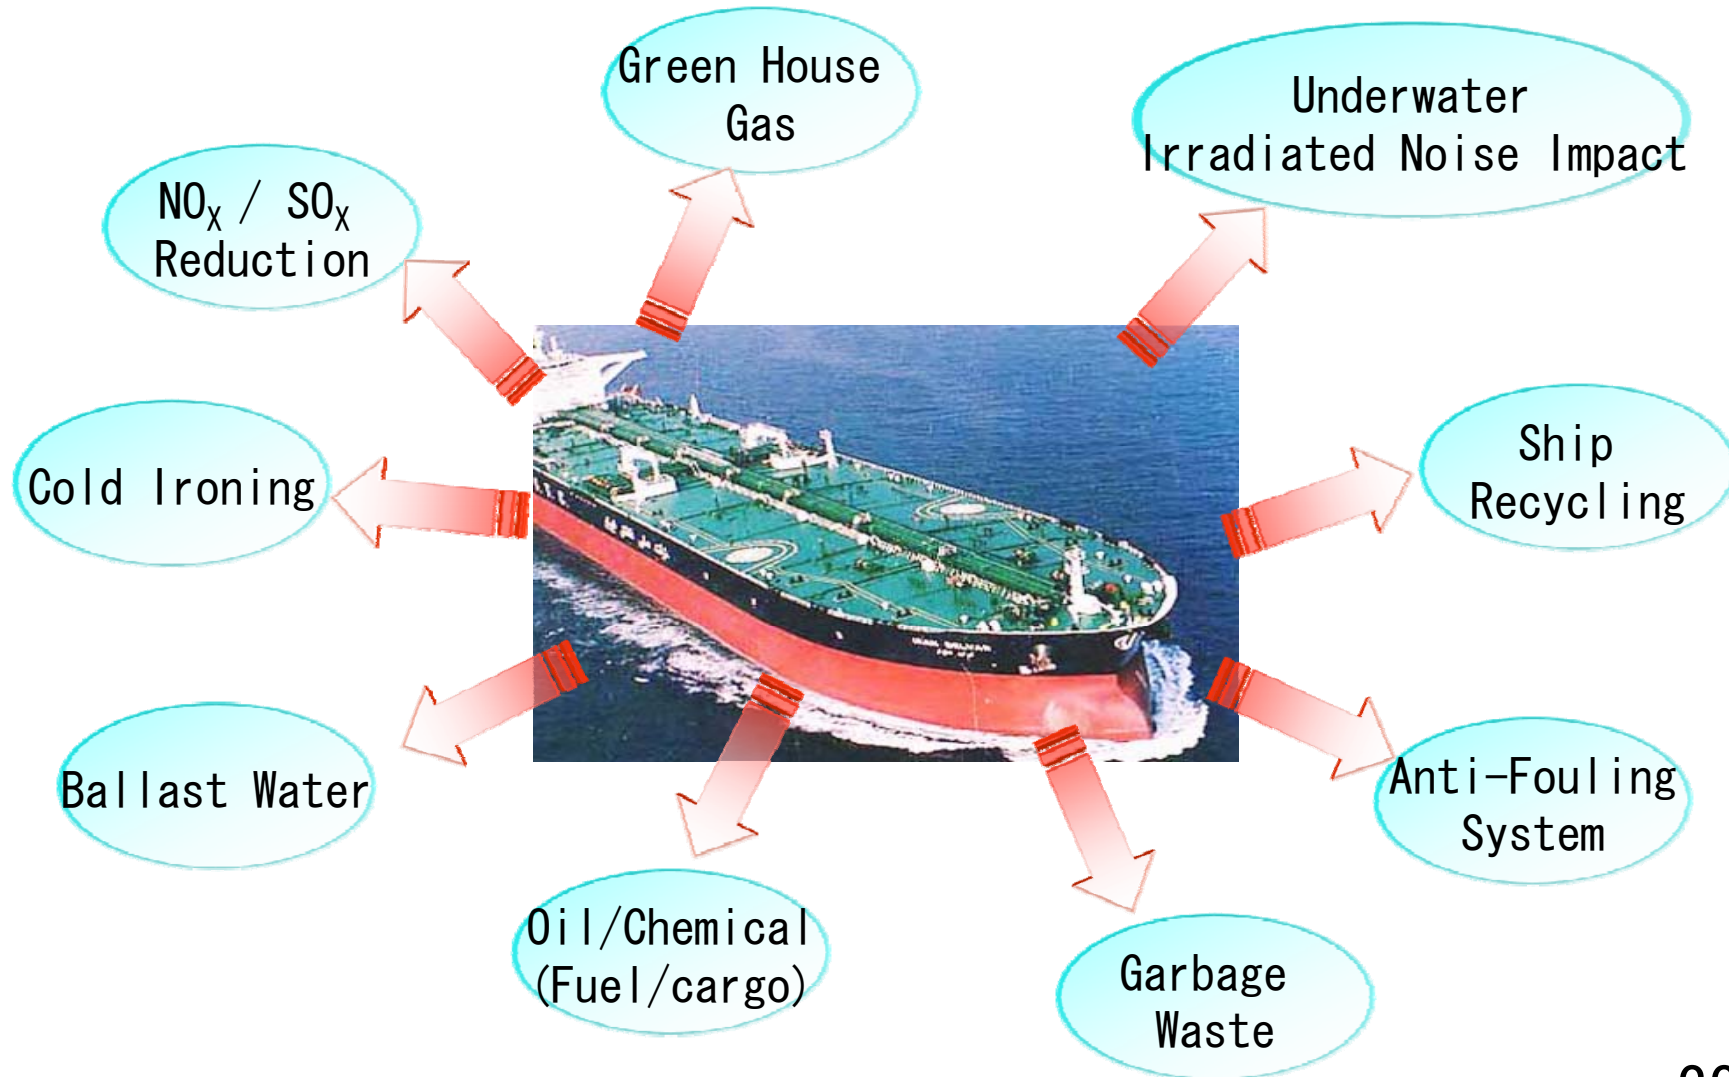 Green House
Gas
Underwater
Irradiated Noise Impact
NOX / SOX
Reduction
Ship
Recycling
Cold Ironing
Anti-Fouling
System
Ballast Water
Oil/Chemical
(Fuel/cargo)
Garbage
Waste